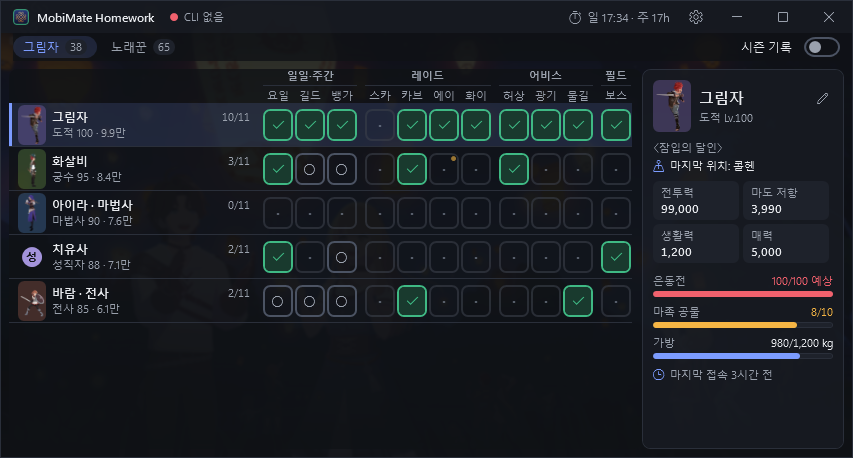 MobiMate Homework CLI 없음 일 17:34 · 주 17h
그림자 38 노래꾼 65 시즌 기록
일일·주간 레이드 어비스 필드
요일 길드 뱅가 스카 카브 에이 화이 허상 광기 물길 보스
그림자 10/11
도적 100 · 9.9만
화살비 3/11
궁수 95 · 8.4만
아이라 · 마법사 0/11
마법사 90 · 7.6만
성 치유사 2/11
성직자 88 · 7.1만
바람 · 전사 2/11
전사 85 · 6.1만
그림자
도적 Lv.100
<잠입의 달인>
마지막 위치: 콜헨
전투력 마도 저항
99,000 3,990
생활력 매력
1,200 5,000
은동전 100/100 예상
마족 공물 8/10
가방 980/1,200 kg
마지막 접속 3시간 전